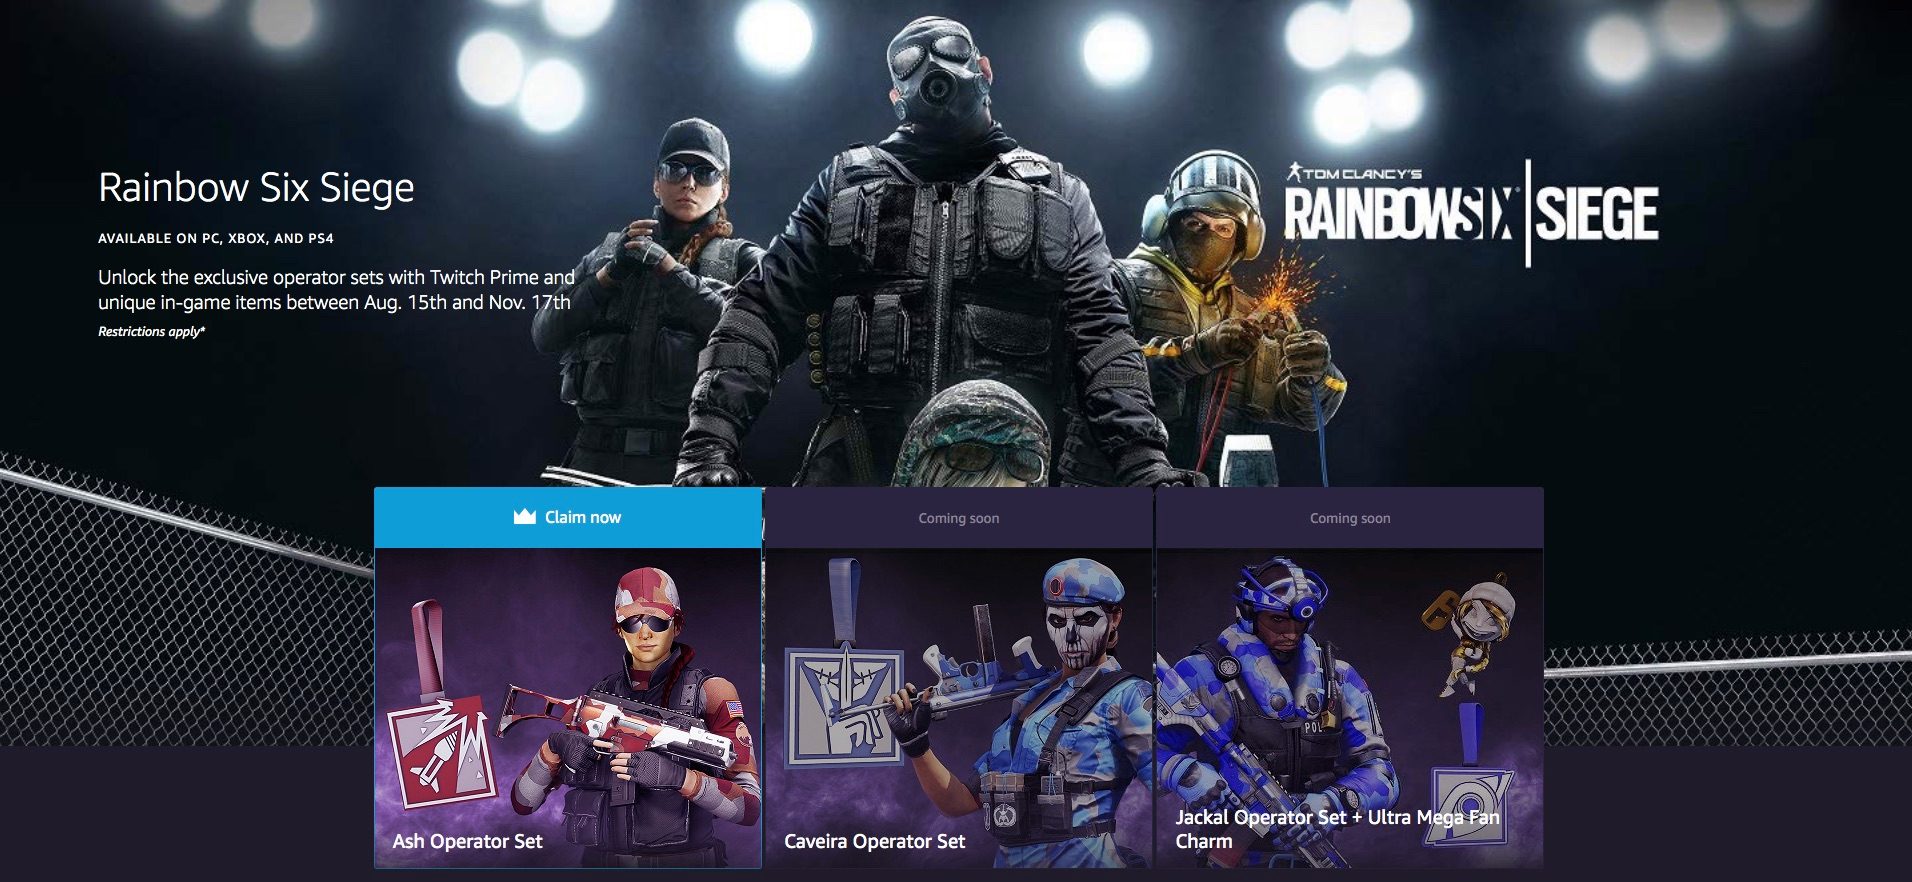 Rainbow Six Siege
AVAILABLE ON PC, XBOX, AND PS4
Unlock the exclusive operator sets with Twitch Prime and
unique in-game items between Aug. 15th and Nov. 17th
Restrictions apply*
TOM CLANCY'S
RAINBOWSIX | SIEGE
Claim now
Coming soon
Coming soon
Ash Operator Set
Caveira Operator Set
POL
Jackal Operator Set + Ultra Mega Fan
Charm